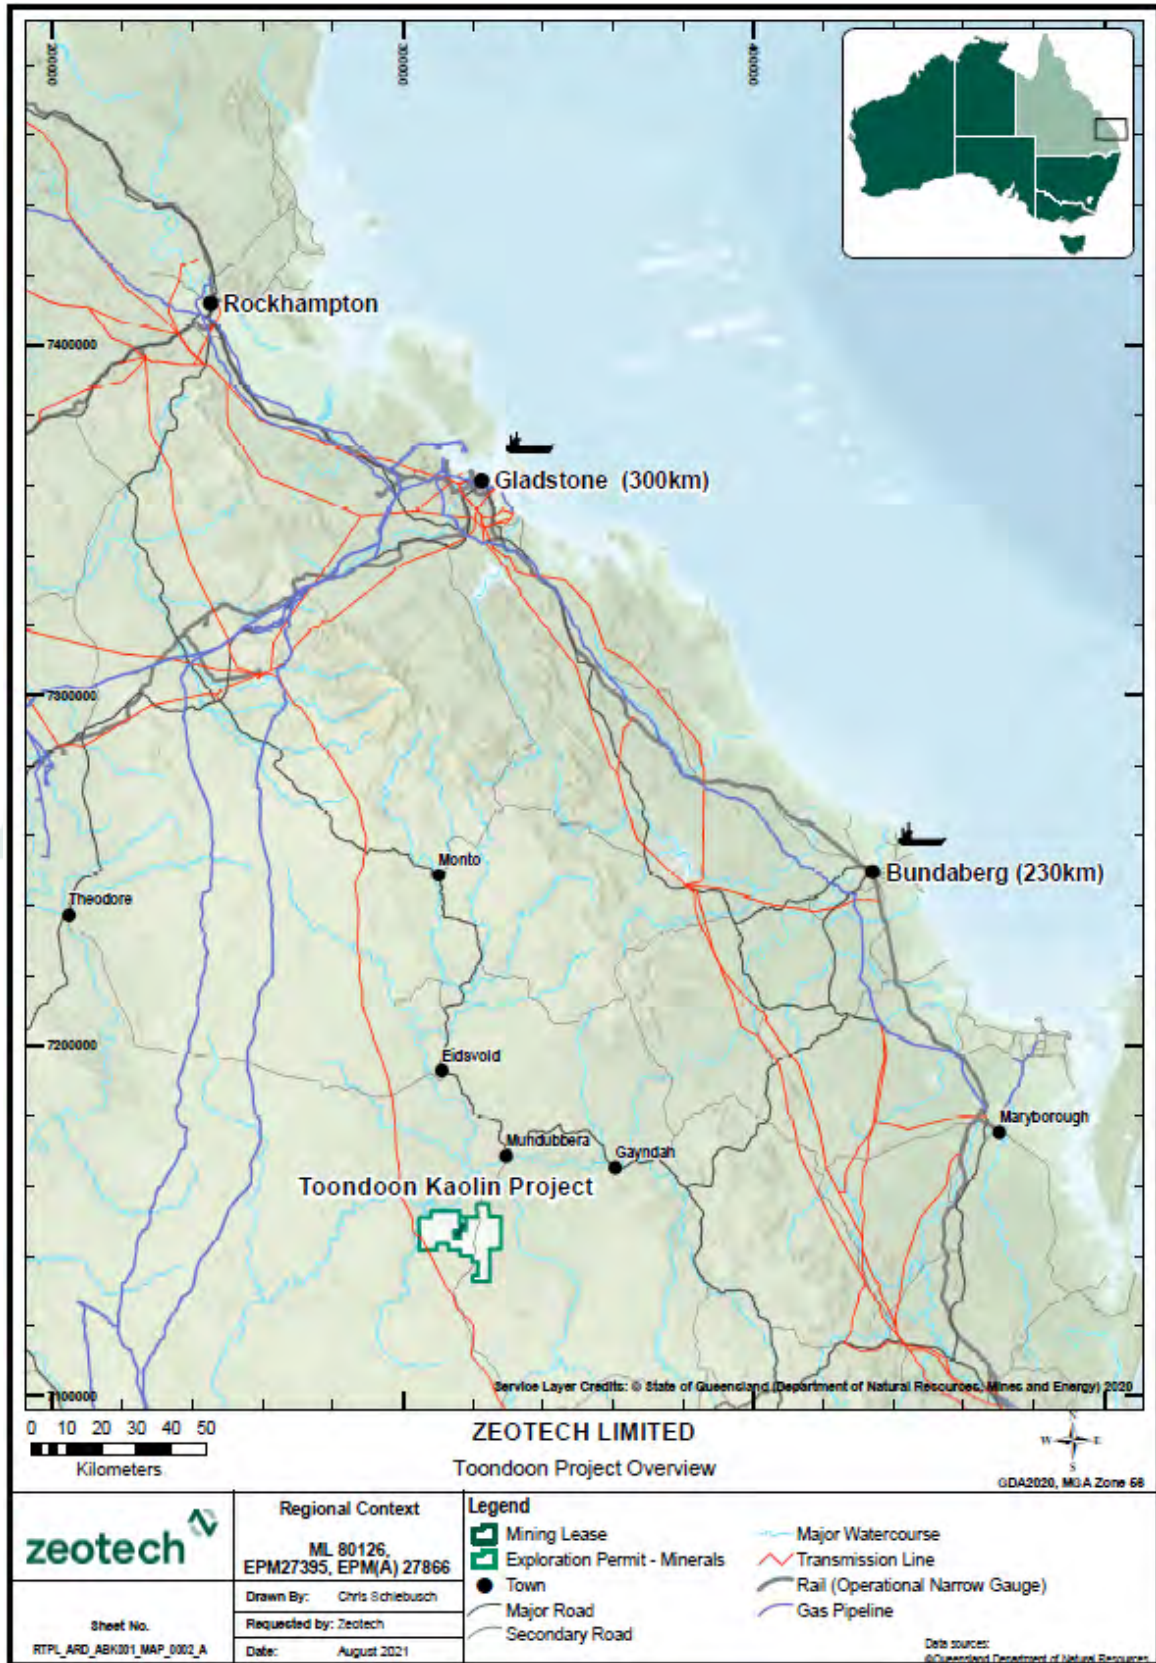 200000
300000
400000
Rockhampton
7400000
Gladstone (300km)
7300000
Bundaberg (230km)
Monto
Theodore
7200000
Eidsvold
Maryborough
Mundubbera
Gayndah
Toondoon Kaolin Project
7100000
Service Layer Credits: © State of Queensland (Department of Natural Resources, Mines and Energy) 2020
0 10 20 30 40 50
Kilometers
ZEOTECH LIMITED
Toondoon Project Overview
N
W E
S
GDA2020, MGA Zone 56
zeotech
Sheet No.
RTPL_ARD_ABK001_MAP_0002_A
Regional Context
ML 80126,
EPM27395, EPM(A) 27866
Drawn By: Chris Schiebusch
Requested by: Zeotech
Date: August 2021
Legend
Mining Lease
Exploration Permit - Minerals
Town
Major Road
Secondary Road
Major Watercourse
Transmission Line
Rail (Operational Narrow Gauge)
Gas Pipeline
Data sources:
©Queensland Department of Natural Resources